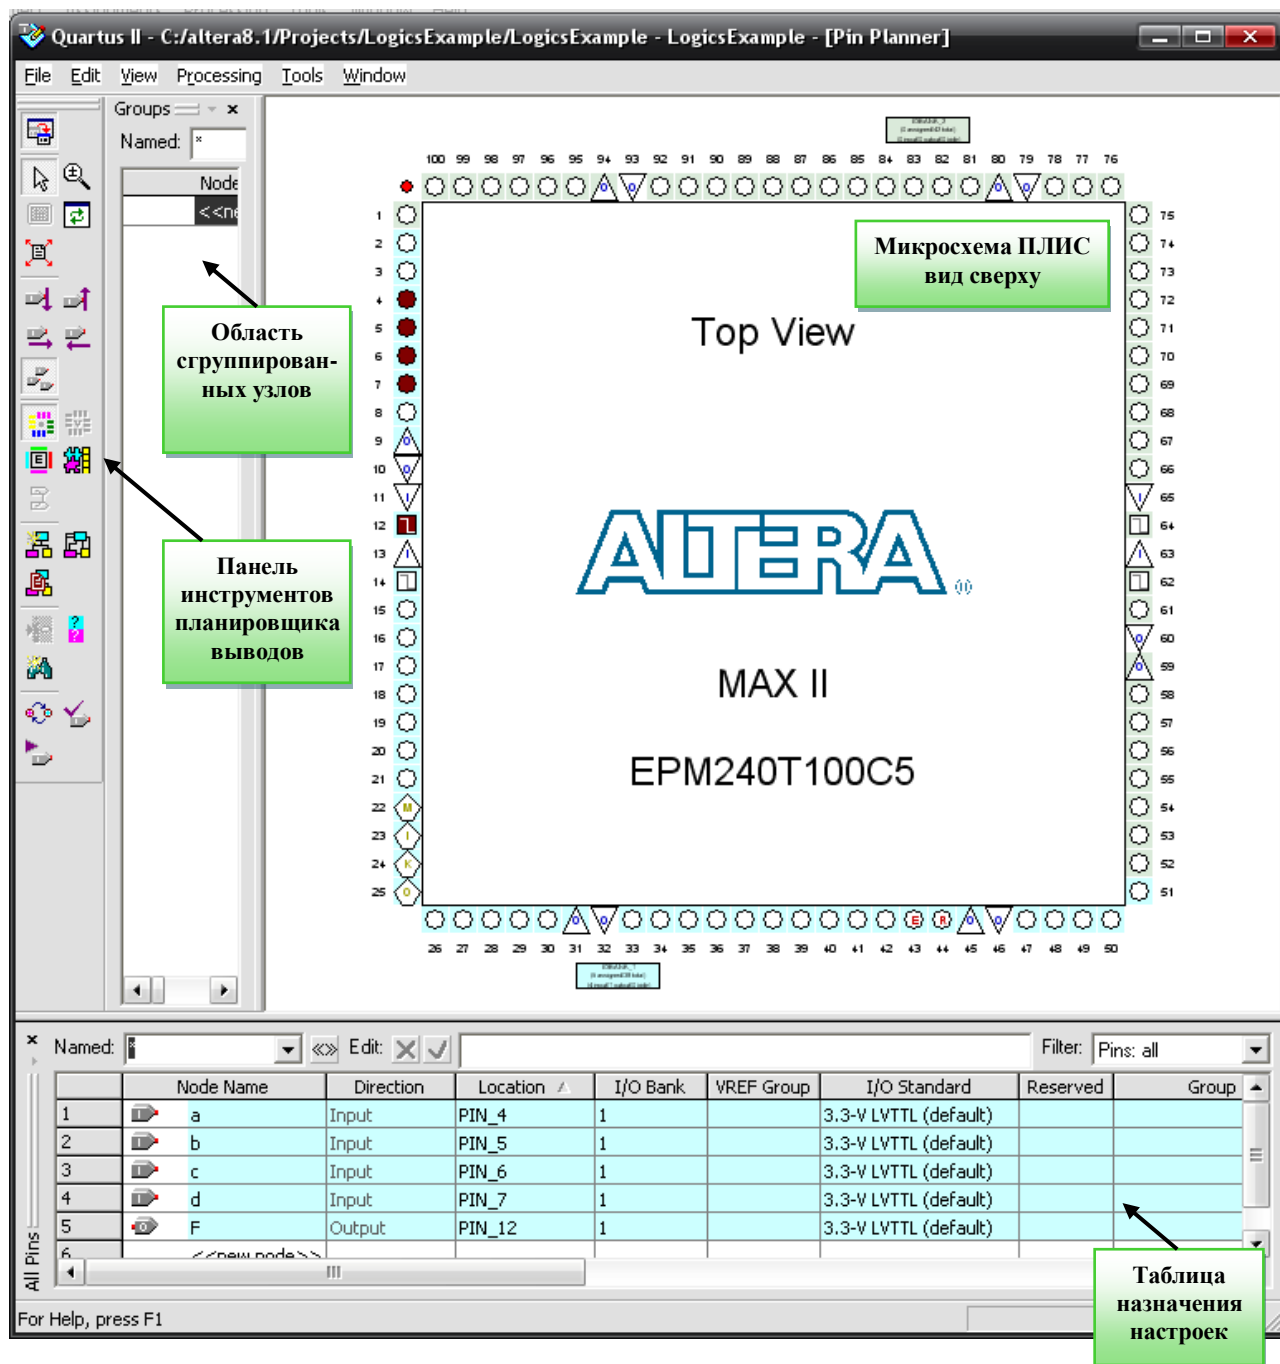 Quartus II - C:/altera8.1/Projects/LogicsExample/LogicsExample - LogicsExample - [Pin Planner]
File Edit View Processing Tools Window
Groups
Named: *
Node
<<ne
100 99 98 97 96 95 94 93 92 91 90 89 88 87 86 85 84 83 82 81 80 79 78 77 76
1
2
3
4
5
6
7
8
9
10
11
12
13
14
15
16
17
18
19
20
21
22
23
24
25
75
74
73
72
71
70
69
68
67
66
65
64
63
62
61
60
59
58
57
56
55
54
53
52
51
Микросхема ПЛИС
вид сверху
Top View
Область
сгруппирован-
ных узлов
ALTERA
®
Панель
инструментов
планировщика
выводов
MAX II
EPM240T100C5
M
I
K
O
E R
26 27 28 29 30 31 32 33 34 35 36 37 38 39 40 41 42 43 44 45 46 47 48 49 50
Named: * «» Edit: Filter: Pins: all
Node Name Direction Location I/O Bank VREF Group I/O Standard Reserved Group
1 a Input PIN_4 1 3.3-V LVTTL (default)
2 b Input PIN_5 1 3.3-V LVTTL (default)
3 c Input PIN_6 1 3.3-V LVTTL (default)
4 d Input PIN_7 1 3.3-V LVTTL (default)
5 F Output PIN_12 1 3.3-V LVTTL (default)
6 <<new node>>
All Pins
Таблица
назначения
настроек
For Help, press F1